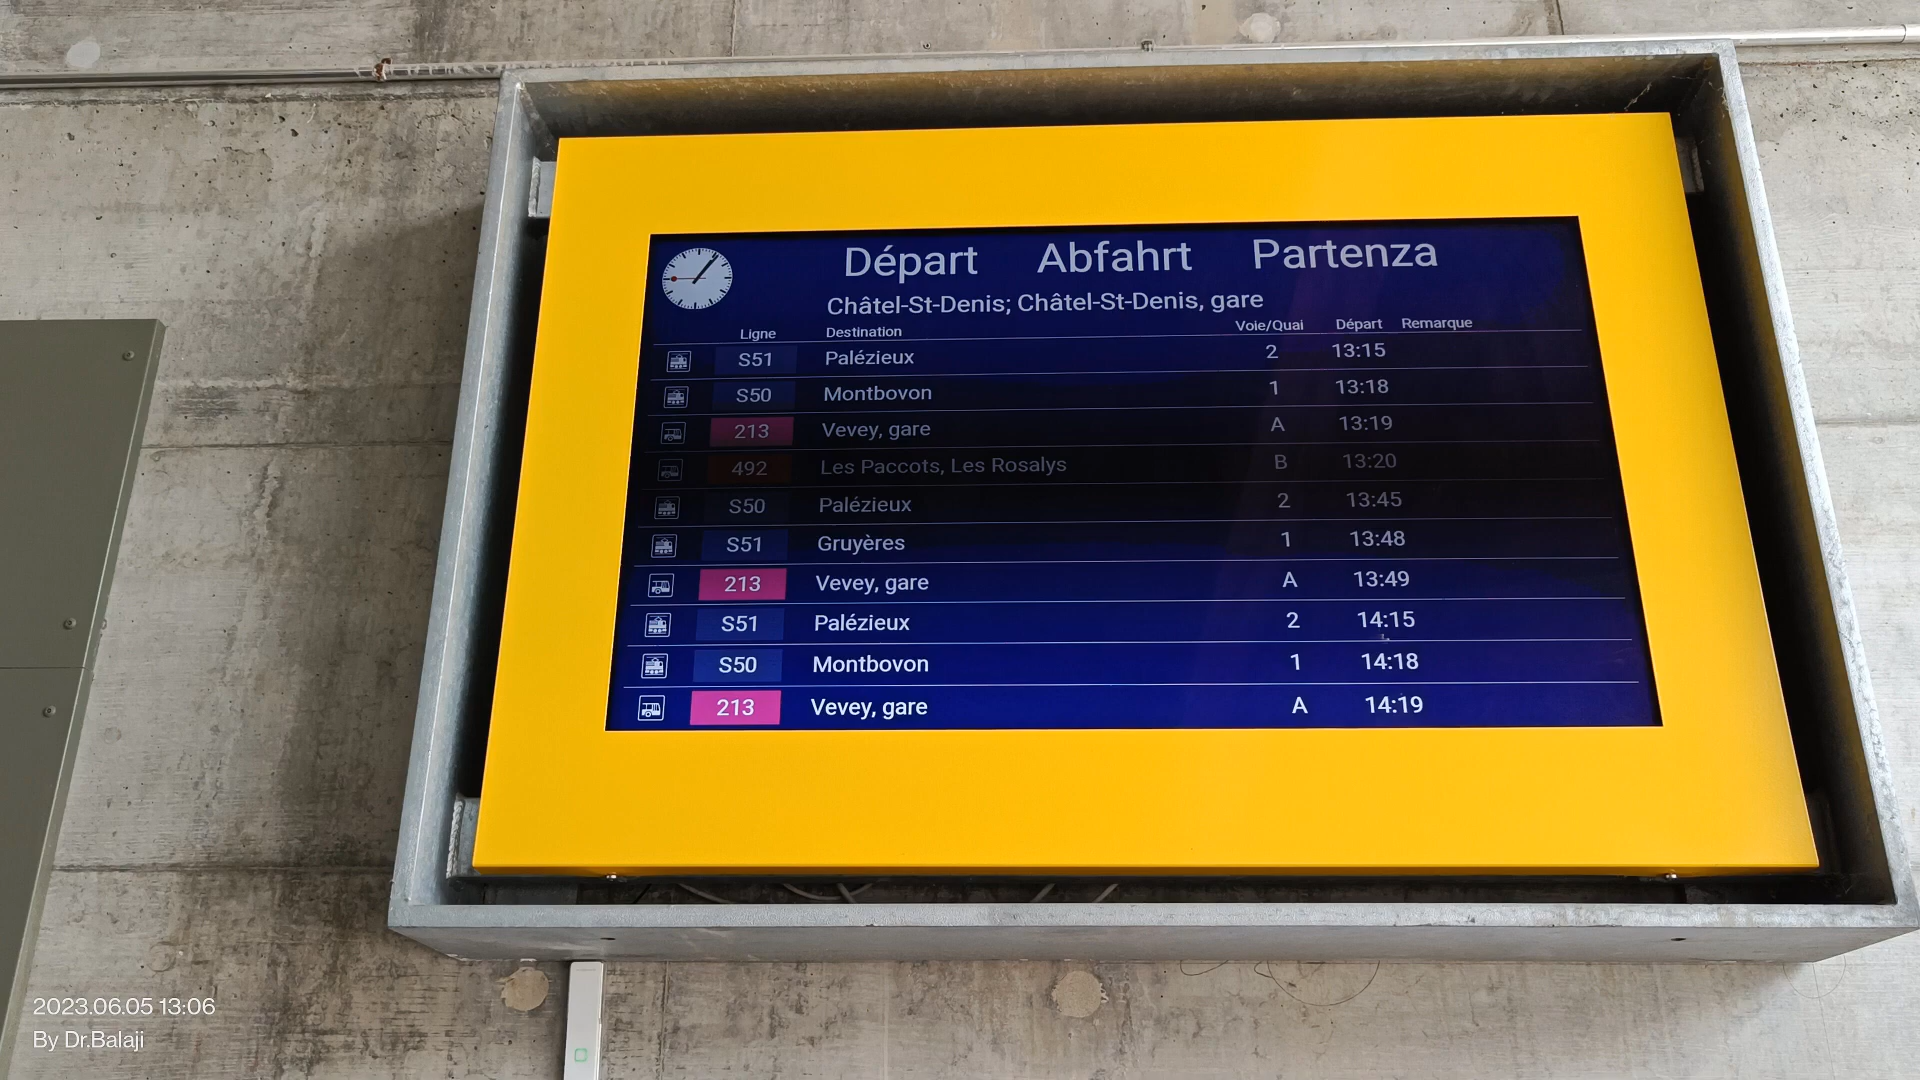 Départ Abfahrt Partenza
Châtel-St-Denis; Châtel-St-Denis, gare
Ligne Destination Voie/Quai Départ Remarque
S51 Palézieux 2 13:15
S50 Montbovon 1 13:18
213 Vevey, gare A 13:19
492 Les Paccots, Les Rosalys B 13:20
S50 Palézieux 2 13:45
S51 Gruyères 1 13:48
213 Vevey, gare A 13:49
S51 Palézieux 2 14:15
S50 Montbovon 1 14:18
213 Vevey, gare A 14:19
2023.06.05 13:06
By Dr.Balaji